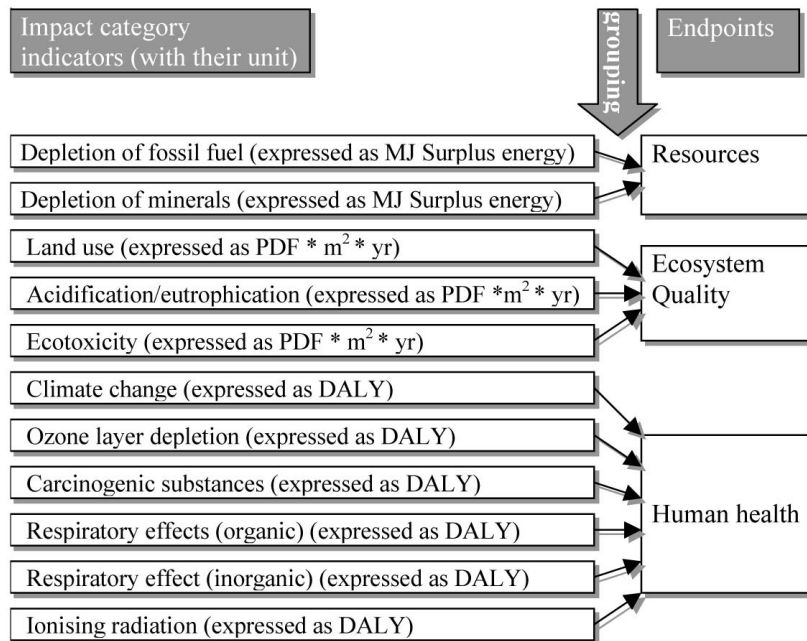 Impact category
indicators (with their unit)
grouping
Endpoints
Depletion of fossil fuel (expressed as MJ Surplus energy)
Depletion of minerals (expressed as MJ Surplus energy)
Resources
Land use (expressed as PDF * m² * yr)
Acidification/eutrophication (expressed as PDF *m² * yr)
Ecotoxicity (expressed as PDF * m² * yr)
Ecosystem
Quality
Climate change (expressed as DALY)
Ozone layer depletion (expressed as DALY)
Carcinogenic substances (expressed as DALY)
Respiratory effects (organic) (expressed as DALY)
Respiratory effect (inorganic) (expressed as DALY)
Ionising radiation (expressed as DALY)
Human health